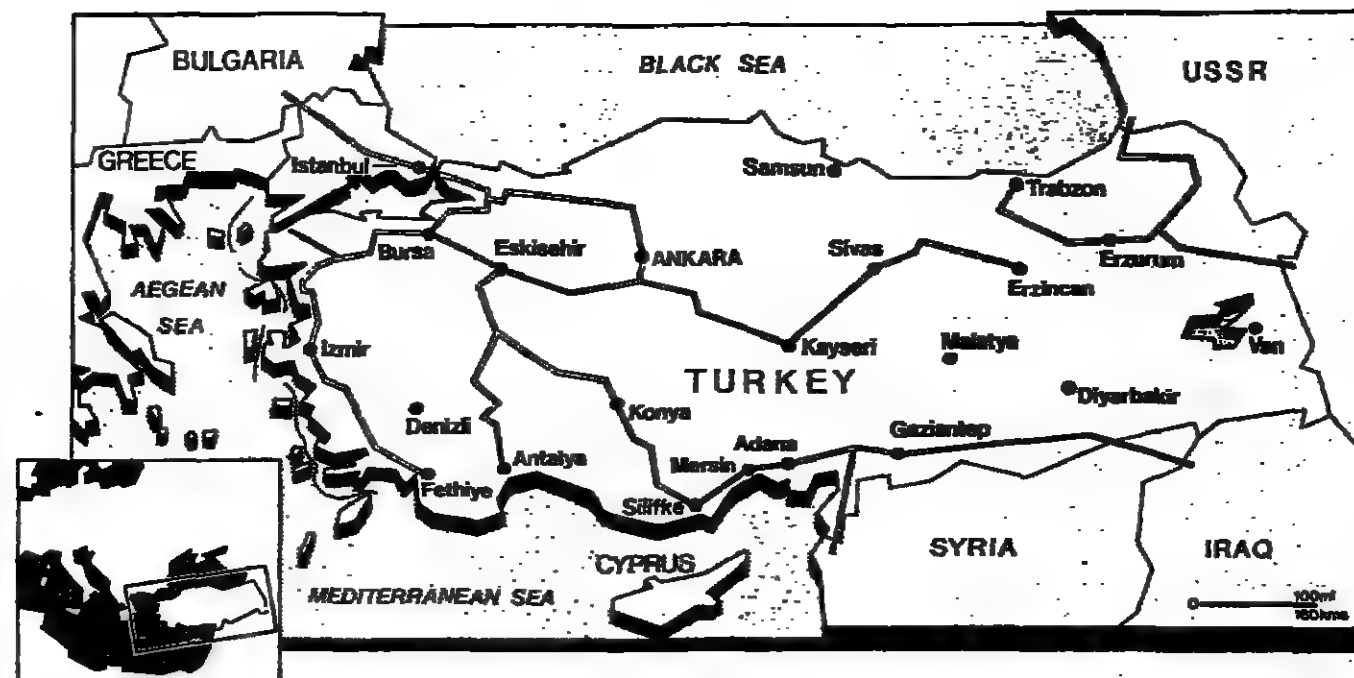 BULGARIA
BLACK SEA
USSR
GREECE
Istanbul
Samsun
Trabzon
Bursa
Eskisehir
ANKARA
Sivas
Erzurum
Erzincan
AEGEAN
SEA
Izmir
Kayseri
Malatya
Van
TURKEY
Denizli
Konya
Diyarbakir
Antalya
Adana
Gaziantep
Mersin
Fethiye
Silifke
CYPRUS
SYRIA
IRAQ
MEDITERRANEAN SEA
0
100mi
160kms